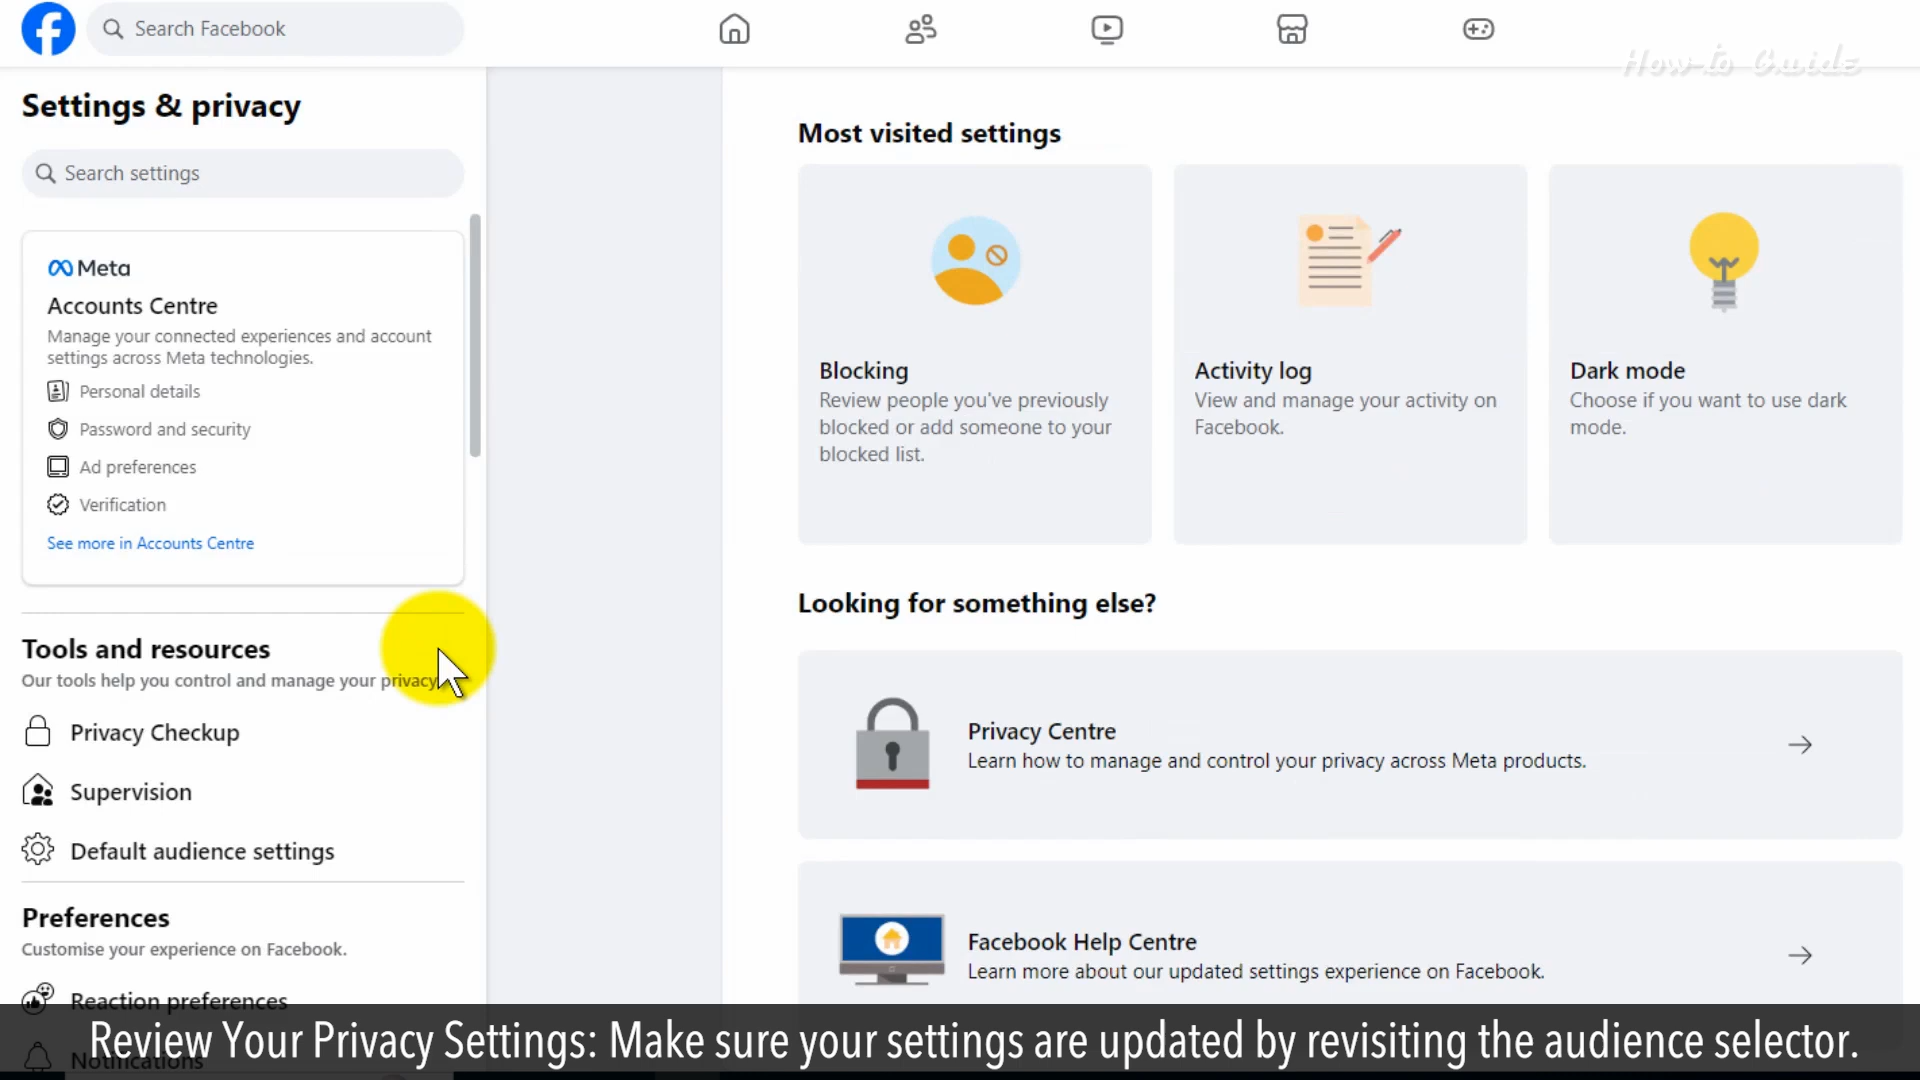 Search Facebook
How-to Guide
Settings & privacy
Search settings
Meta
Accounts Centre
Manage your connected experiences and account
settings across Meta technologies.
Personal details
Password and security
Ad preferences
Verification
See more in Accounts Centre
Tools and resources
Our tools help you control and manage your privacy.
Privacy Checkup
Supervision
Default audience settings
Preferences
Customise your experience on Facebook.
Reaction preferences
Notifications
Most visited settings
Blocking
Review people you've previously
blocked or add someone to your
blocked list.
Activity log
View and manage your activity on
Facebook.
Dark mode
Choose if you want to use dark
mode.
Looking for something else?
Privacy Centre
Learn how to manage and control your privacy across Meta products.
Facebook Help Centre
Learn more about our updated settings experience on Facebook.
Review Your Privacy Settings: Make sure your settings are updated by revisiting the audience selector.